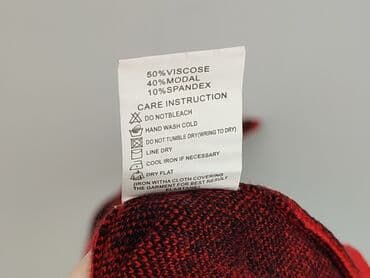 50%VISCOSE
40%MODAL
10%SPANDEX
CARE INSTRUCTION
DO NOTBLEACH
HAND WASH COLD
DO NOT TUMBLE DRY(WRING TO DRY)
LINE DRY
COOL IRON IF NECESSARY
DRY FLAT
(IRON WITHA CLOTH COVERING
THE GARMENT FOR BEST RESULT